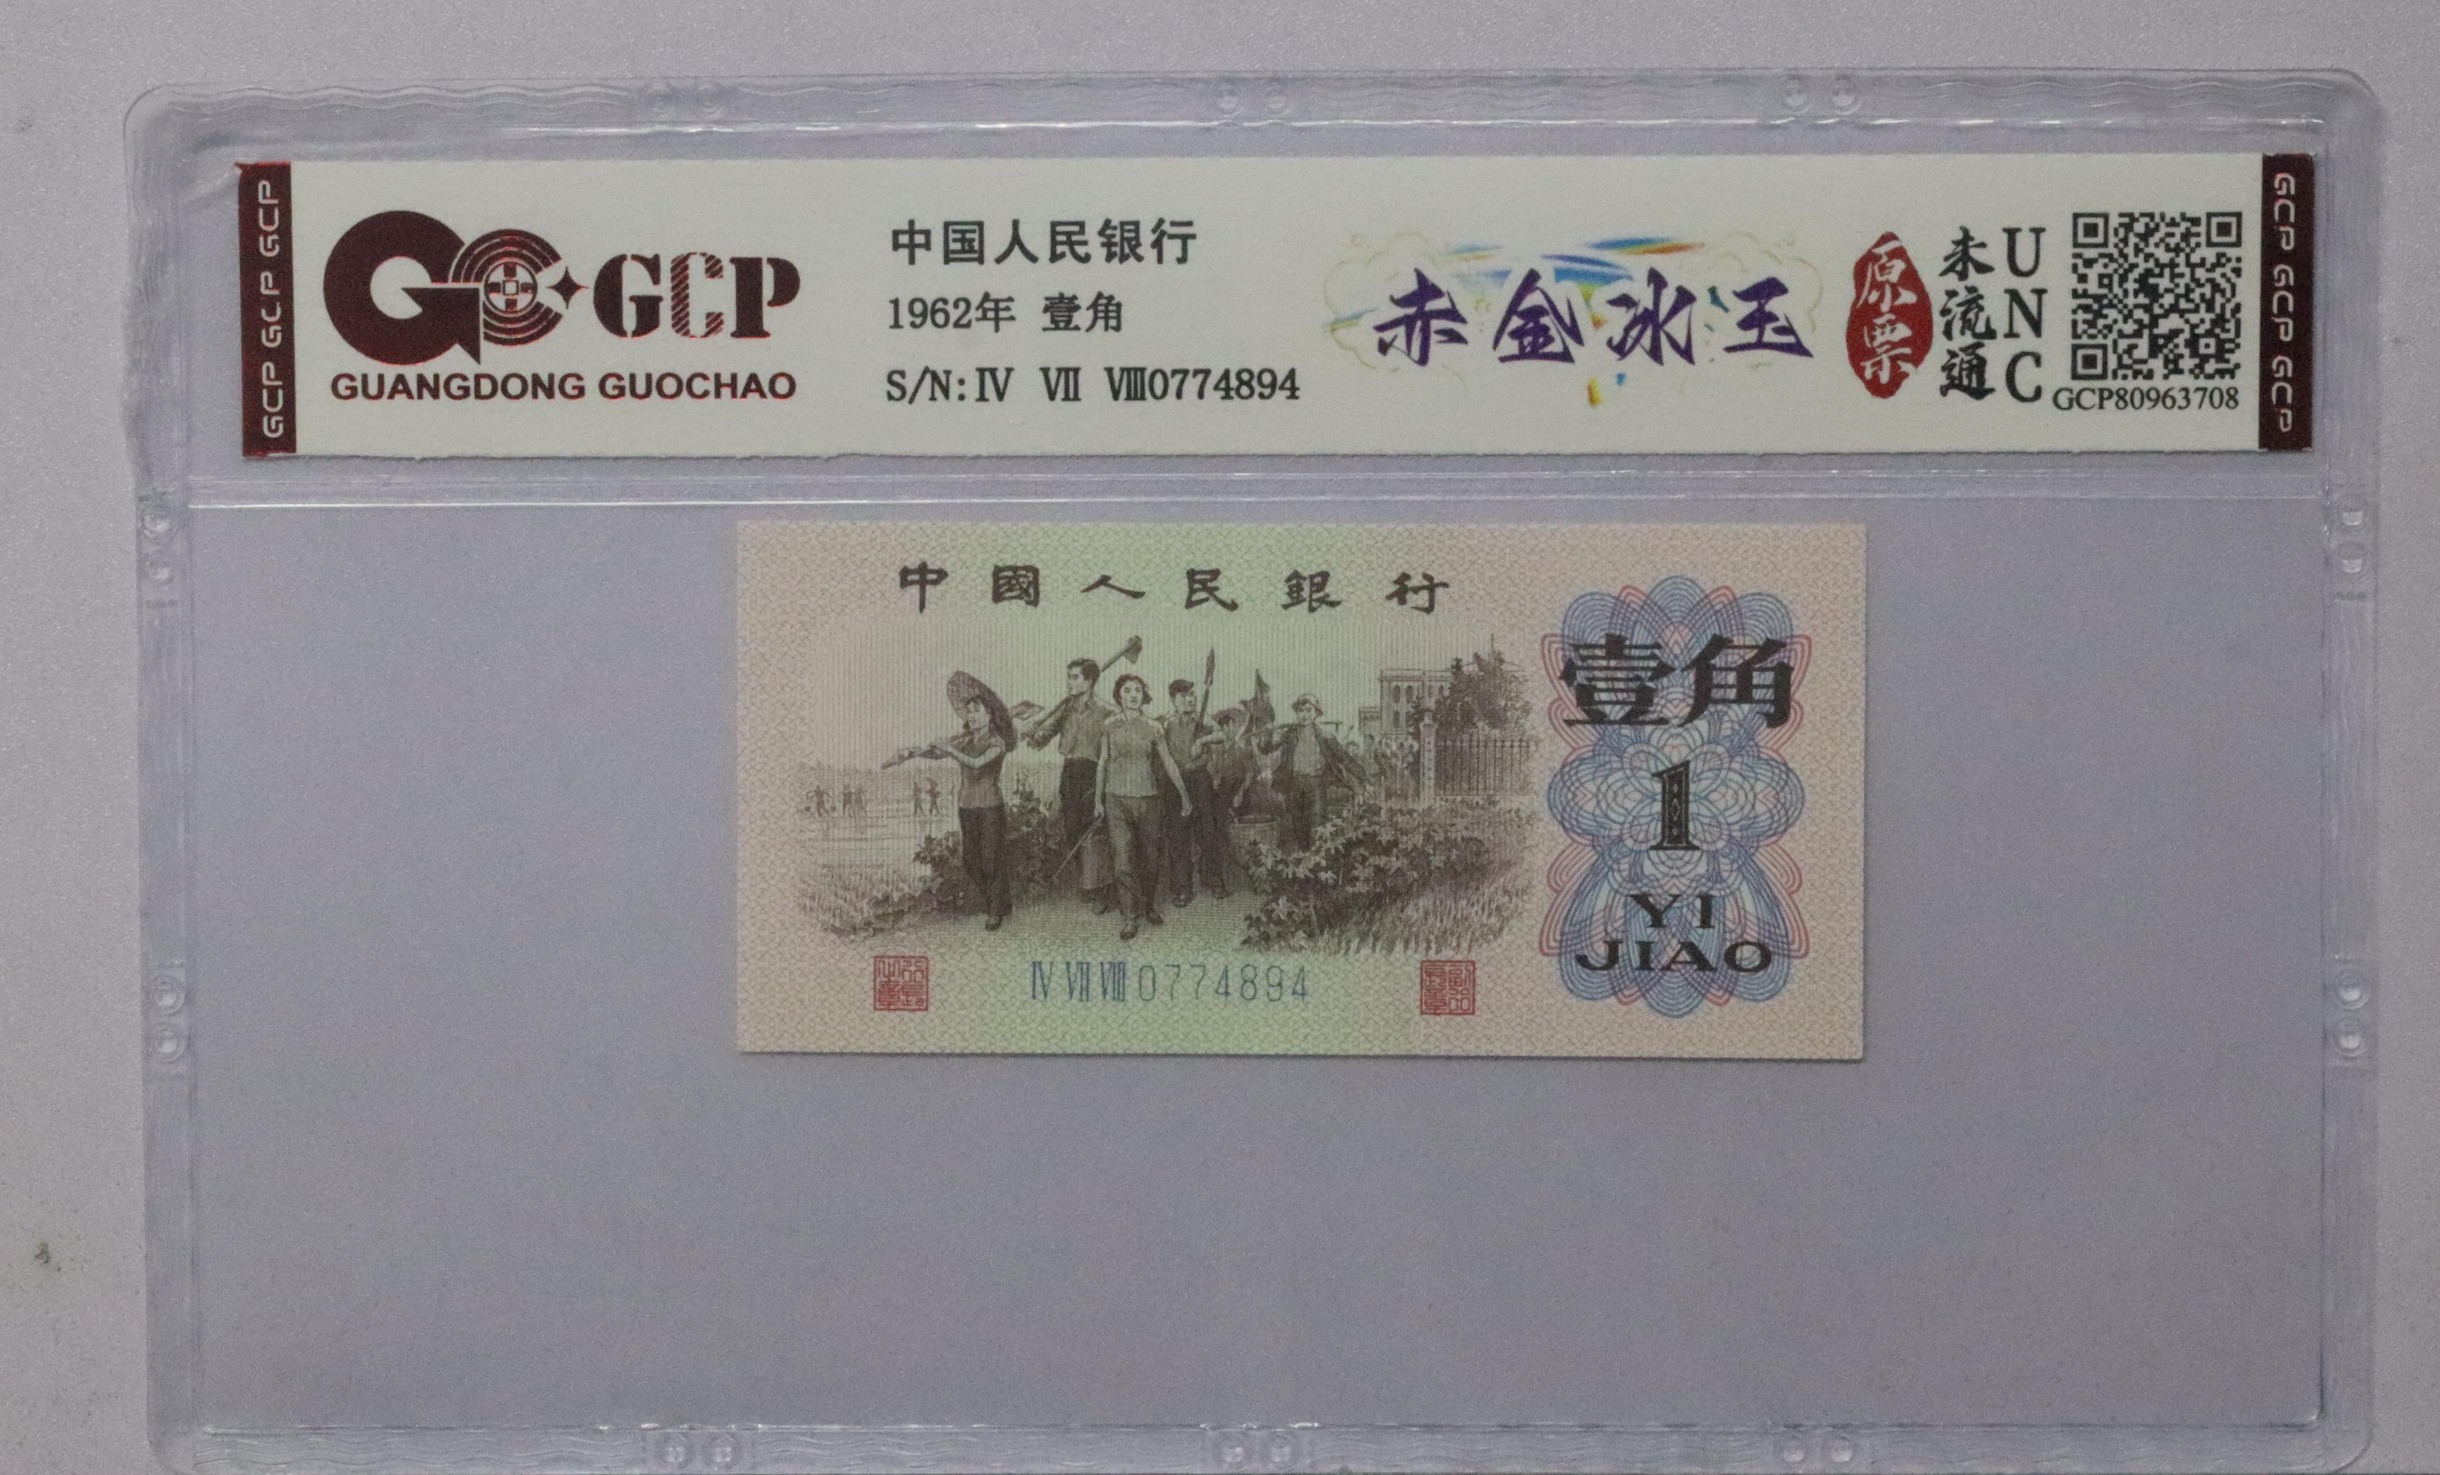 GCP GCP GCP
GCP
GUANGDONG GUOCHAO
中国人民银行
1962年 壹角
S/N:Ⅳ Ⅶ Ⅷ0774894
赤金冰玉
原票
未流通
UNC
GCP80963708
GCP GCP GCP
中國人民銀行
壹角
1
YI
JIAO
Ⅳ Ⅶ Ⅷ 0774894